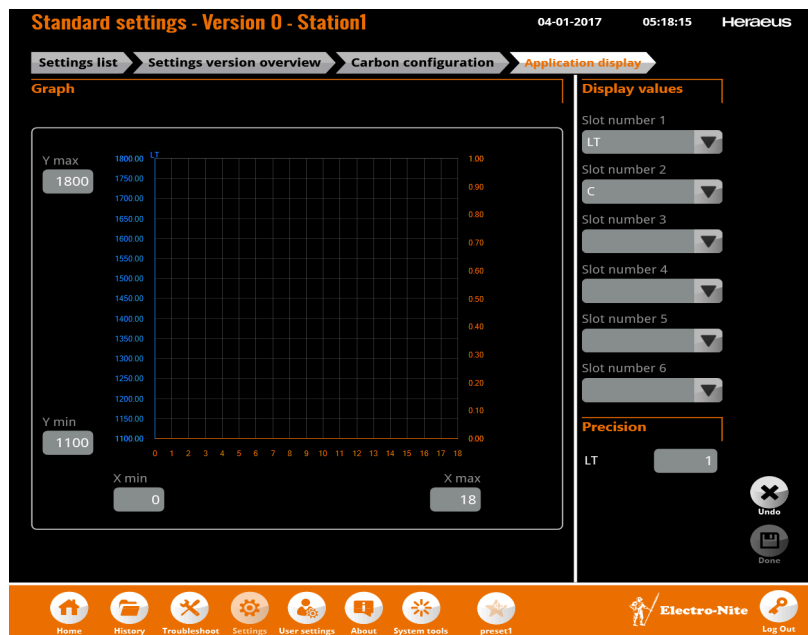 Standard settings - Version 0 - Station1
04-01-2017 05:18:15 Heraeus
Settings list Settings version overview Carbon configuration Application display
Graph
Y max
1800
1800.00
1750.00
1700.00
1650.00
1600.00
1550.00
1500.00
1450.00
1400.00
1350.00
1300.00
1250.00
1200.00
1150.00
1100.00
LT
1.00
0.90
0.80
0.70
0.60
0.50
0.40
0.30
0.20
0.10
0.00
Y min
1100
0 1 2 3 4 5 6 7 8 9 10 11 12 13 14 15 16 17 18
X min
0
X max
18
Display values
Slot number 1
LT
Slot number 2
C
Slot number 3
Slot number 4
Slot number 5
Slot number 6
Precision
LT 1
Undo
Done
Home History Troubleshoot Settings User settings About System tools preset1
Electro-Nite
Log Out